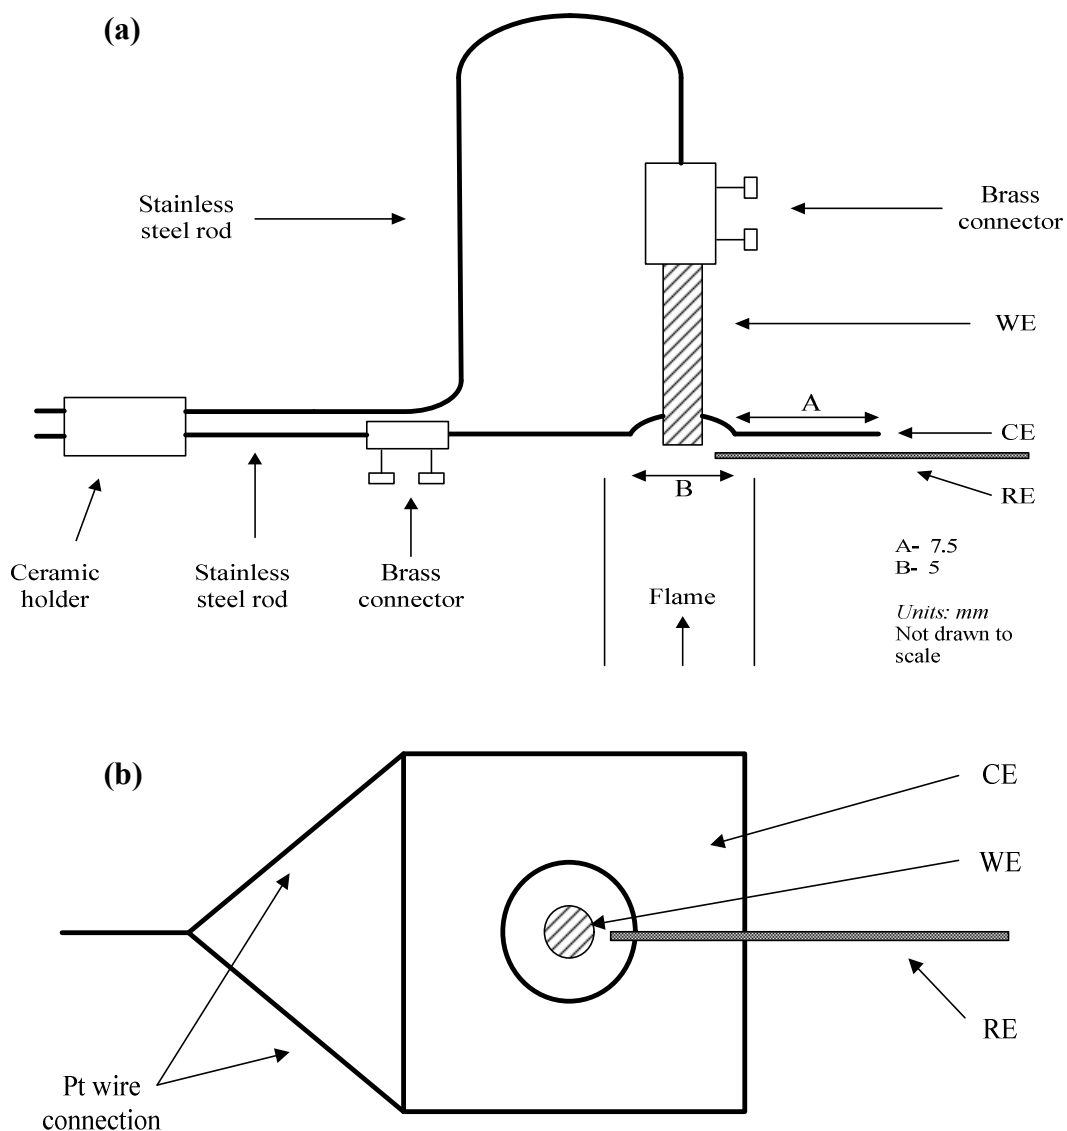 (a)
Stainless
steel rod
Brass
connector
WE
A
CE
B
RE
Ceramic
holder
Stainless
steel rod
Brass
connector
Flame
A- 7.5
B- 5
Units: mm
Not drawn to
scale
(b)
CE
WE
RE
Pt wire
connection